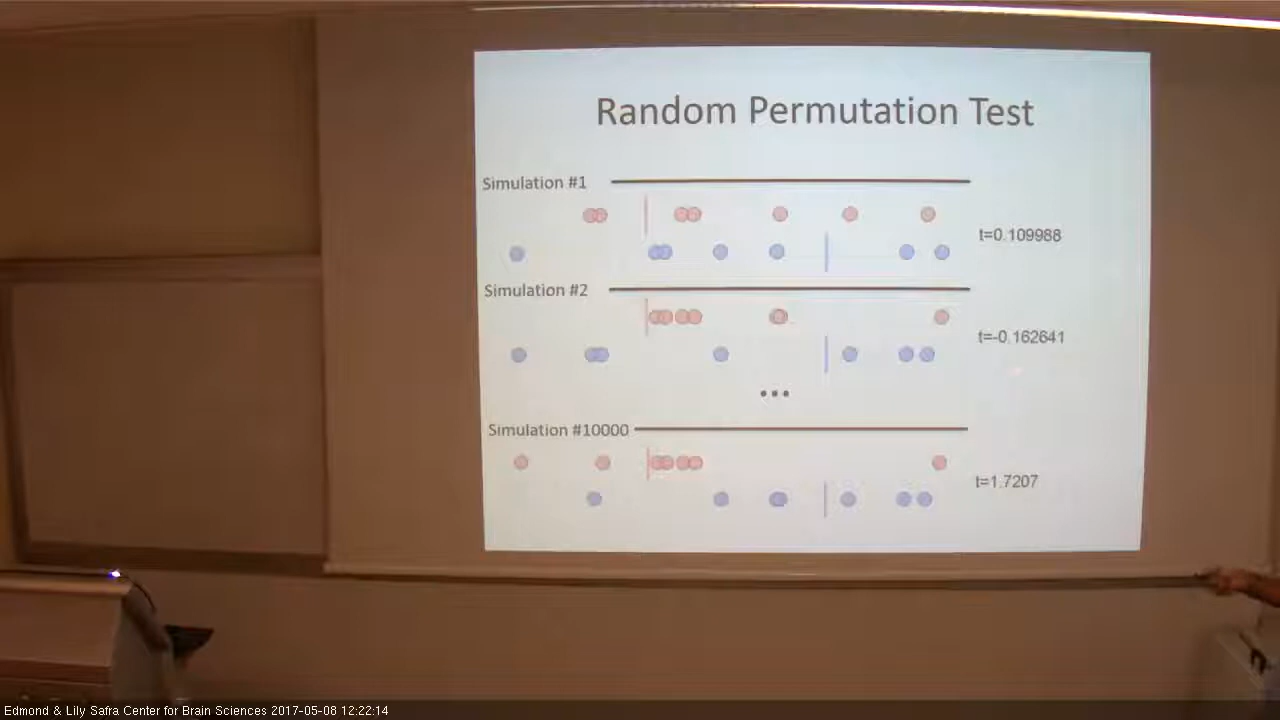 Random Permutation Test
Simulation #1
t=0.109988
Simulation #2
t=-0.162641
...
Simulation #10000
t=1.7207
Edmond & Lily Safra Center for Brain Sciences 2017-05-08 12:22:14